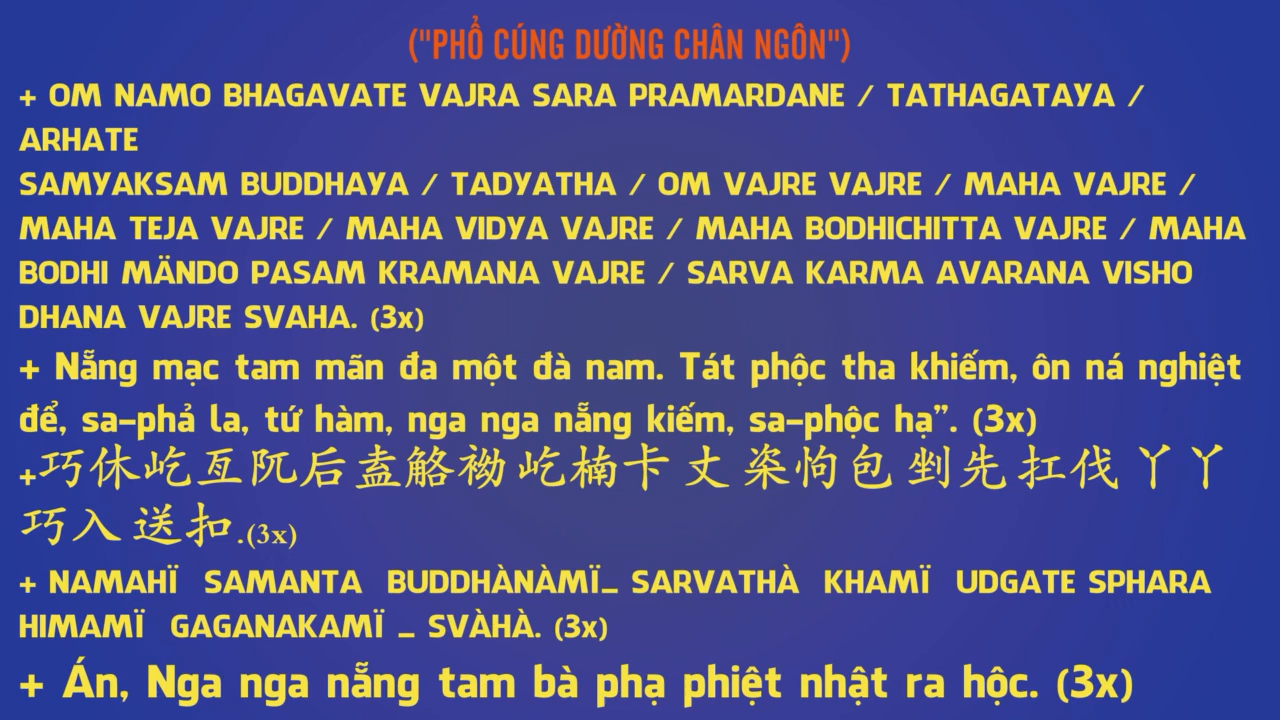 ("PHỔ CÚNG DƯỜNG CHÂN NGÔN")
+ OM NAMO BHAGAVATE VAJRA SARA PRAMARDANE / TATHAGATAYA /
ARHATE
SAMYAKSAM BUDDHAYA / TADYATHA / OM VAJRE VAJRE / MAHA VAJRE /
MAHA TEJA VAJRE / MAHA VIDYA VAJRE / MAHA BODHICHITTA VAJRE / MAHA
BODHI MÄNDO PASAM KRAMANA VAJRE / SARVA KARMA AVARANA VISHO
DHANA VAJRE SVAHA. (3x)
+ Nẵng mạc tam mãn đa một đà nam. Tát phộc tha khiếm, ôn ná nghiệt
để, sa-phả la, tứ hàm, nga nga nẵng kiếm, sa-phộc hạ”. (3x)
+巧休屹亙阢后盍觡袎屹楠卡丈栥怐包剉先扛伐丫丫
巧入送扣.(3x)
+ NAMAHÏ SAMANTA BUDDHÀNÀMÏ_ SARVATHÀ KHAMÏ UDGATE SPHARA
HIMAMÏ GAGANAKAMÏ _ SVÀHÀ. (3x)
+ Án, Nga nga nẵng tam bà phạ phiệt nhật ra hộc. (3x)